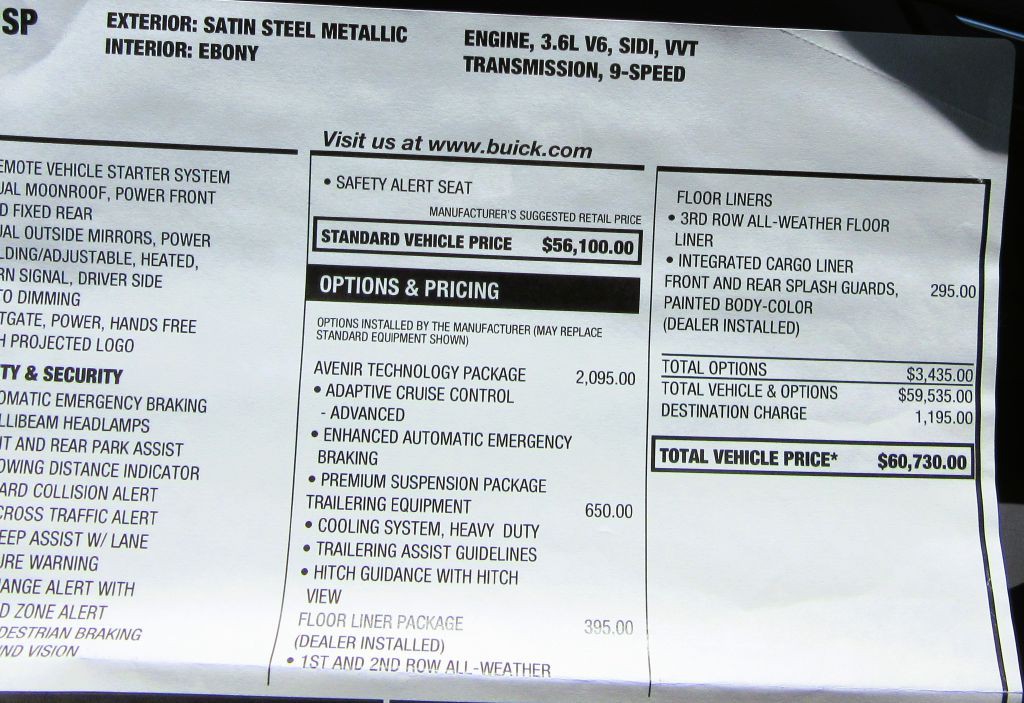 SP
EXTERIOR: SATIN STEEL METALLIC
INTERIOR: EBONY
ENGINE, 3.6L V6, SIDI, VVT
TRANSMISSION, 9-SPEED
EMOTE VEHICLE STARTER SYSTEM
UAL MOONROOF, POWER FRONT
D FIXED REAR
UAL OUTSIDE MIRRORS, POWER
LDING/ADJUSTABLE, HEATED,
RN SIGNAL, DRIVER SIDE
TO DIMMING
TGATE, POWER, HANDS FREE
H PROJECTED LOGO
TY & SECURITY
OMATIC EMERGENCY BRAKING
LLIBEAM HEADLAMPS
NT AND REAR PARK ASSIST
OWING DISTANCE INDICATOR
ARD COLLISION ALERT
CROSS TRAFFIC ALERT
EEP ASSIST W/ LANE
URE WARNING
ANGE ALERT WITH
D ZONE ALERT
DESTRIAN BRAKING
ND VISION
Visit us at www.buick.com
• SAFETY ALERT SEAT
MANUFACTURER'S SUGGESTED RETAIL PRICE
STANDARD VEHICLE PRICE $56,100.00
OPTIONS & PRICING
OPTIONS INSTALLED BY THE MANUFACTURER (MAY REPLACE
STANDARD EQUIPMENT SHOWN)
AVENIR TECHNOLOGY PACKAGE 2,095.00
• ADAPTIVE CRUISE CONTROL
- ADVANCED
• ENHANCED AUTOMATIC EMERGENCY
BRAKING
• PREMIUM SUSPENSION PACKAGE
TRAILERING EQUIPMENT 650.00
• COOLING SYSTEM, HEAVY DUTY
• TRAILERING ASSIST GUIDELINES
• HITCH GUIDANCE WITH HITCH
VIEW
FLOOR LINER PACKAGE 395.00
(DEALER INSTALLED)
• 1ST AND 2ND ROW ALL-WEATHER
FLOOR LINERS
• 3RD ROW ALL-WEATHER FLOOR
LINER
• INTEGRATED CARGO LINER
FRONT AND REAR SPLASH GUARDS, 295.00
PAINTED BODY-COLOR
(DEALER INSTALLED)
TOTAL OPTIONS $3,435.00
TOTAL VEHICLE & OPTIONS $59,535.00
DESTINATION CHARGE 1,195.00
TOTAL VEHICLE PRICE* $60,730.00